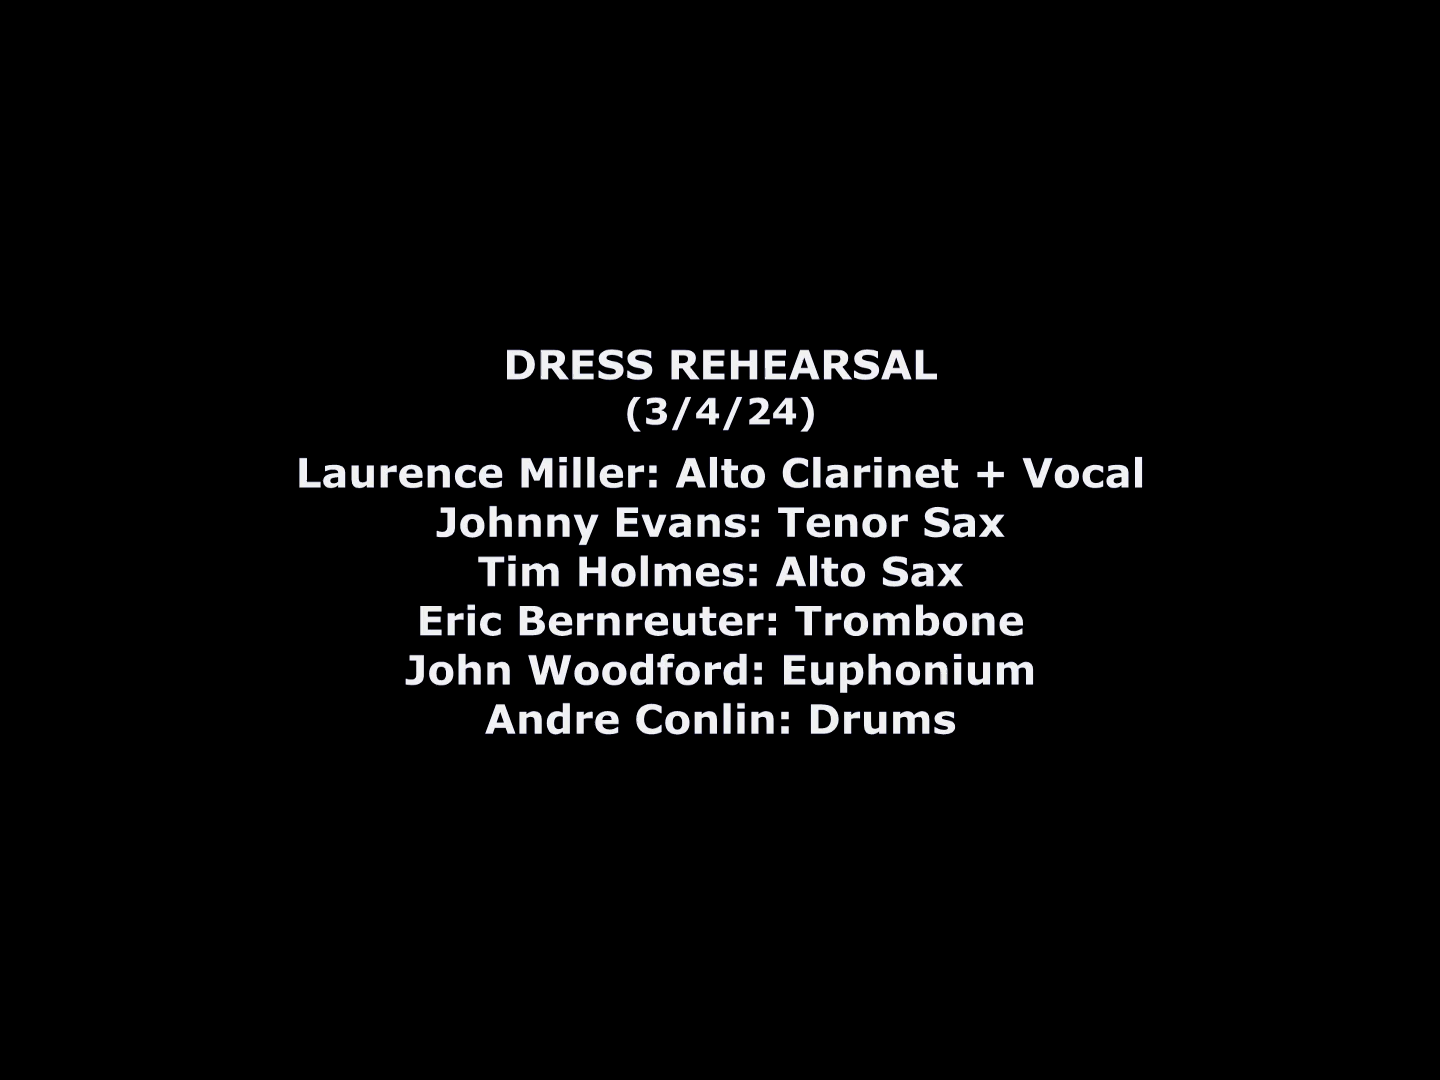 DRESS REHEARSAL
(3/4/24)
Laurence Miller: Alto Clarinet + Vocal
Johnny Evans: Tenor Sax
Tim Holmes: Alto Sax
Eric Bernreuter: Trombone
John Woodford: Euphonium
Andre Conlin: Drums